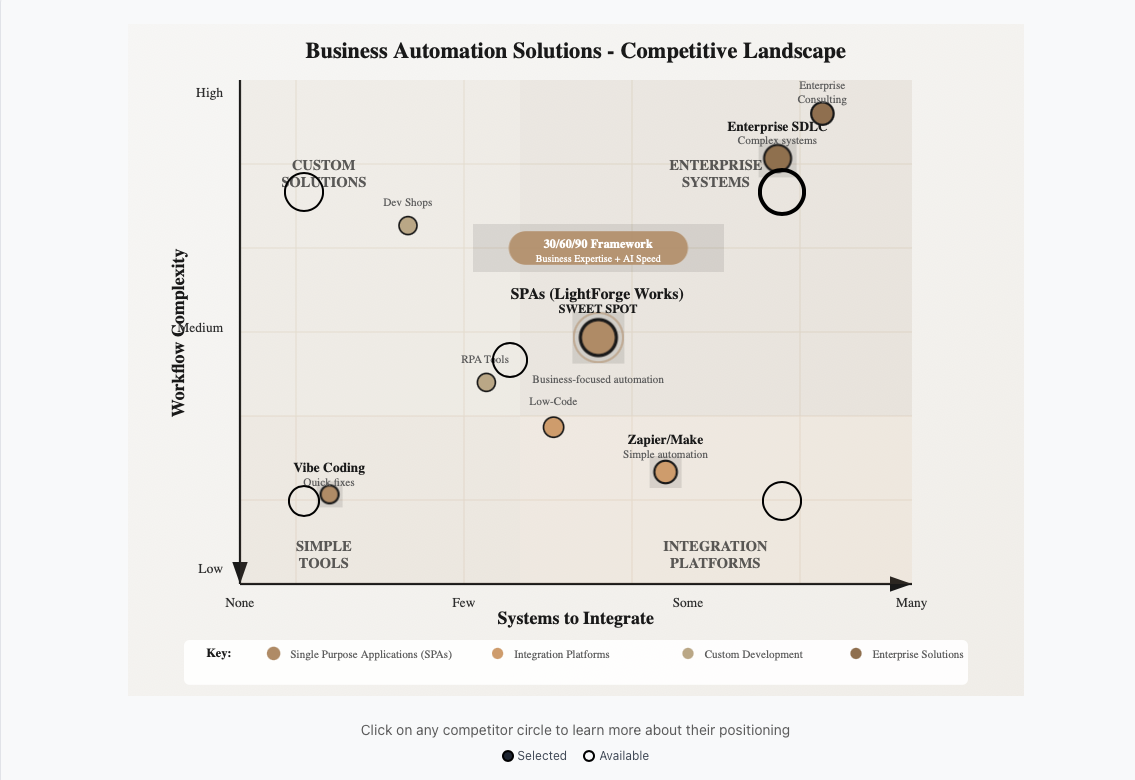 Business Automation Solutions - Competitive Landscape
High
Enterprise
Consulting
Enterprise SDLC
Complex systems
CUSTOM
SOLUTIONS
ENTERPRISE
SYSTEMS
Dev Shops
30/60/90 Framework
Business Expertise + AI Speed
SPAs (LightForge Works)
SWEET SPOT
Workflow Complexity
Medium
RPA Tools
Business-focused automation
Low-Code
Zapier/Make
Simple automation
Vibe Coding
Quick fixes
SIMPLE
TOOLS
INTEGRATION
PLATFORMS
Low
None Few Some Many
Systems to Integrate
Key: Single Purpose Applications (SPAs) Integration Platforms Custom Development Enterprise Solutions
Click on any competitor circle to learn more about their positioning
Selected Available